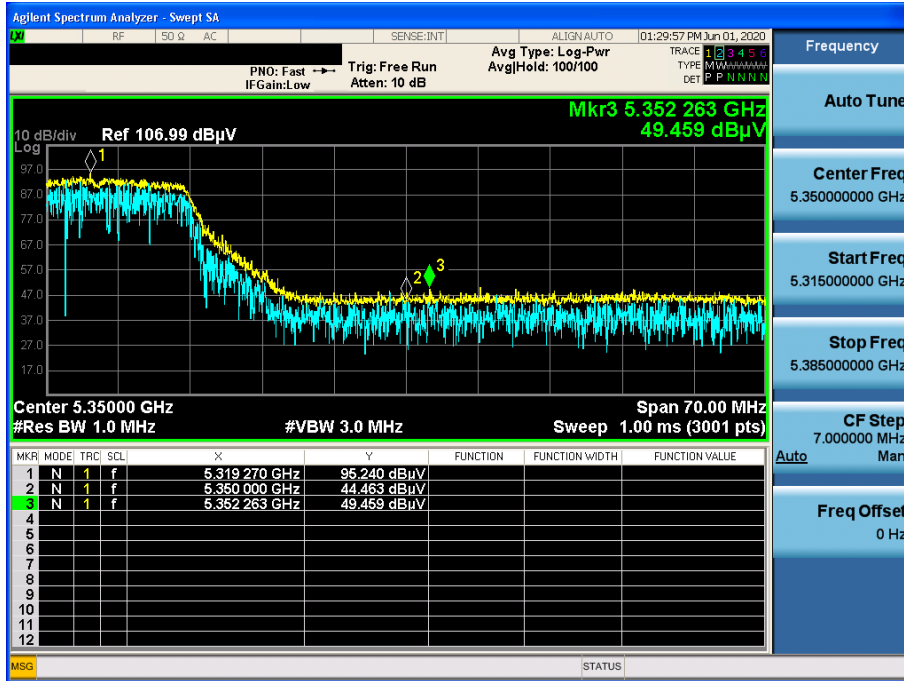 Agilent Spectrum Analyzer - Swept SA
LXI RF 50 Ω AC SENSE:INT ALIGN AUTO 01:29:57 PM Jun 01, 2020
PNO: Fast Trig: Free Run Avg Type: Log-Pwr TRACE 1 2 3 4 5 6
IFGain:Low Atten: 10 dB Avg|Hold: 100/100 TYPE M W W W W W
DET P P N N N N
Mkr3 5.352 263 GHz
49.459 dBµV
10 dB/div Ref 106.99 dBµV
Log
97.0
87.0
77.0
67.0
57.0
47.0
37.0
27.0
17.0
1
2
3
Center 5.35000 GHz Span 70.00 MHz
#Res BW 1.0 MHz #VBW 3.0 MHz Sweep 1.00 ms (3001 pts)
MKR MODE TRC SCL X Y FUNCTION FUNCTION WIDTH FUNCTION VALUE
1 N 1 f 5.319 270 GHz 95.240 dBµV
2 N 1 f 5.350 000 GHz 44.463 dBµV
3 N 1 f 5.352 263 GHz 49.459 dBµV
4
5
6
7
8
9
10
11
12
MSG STATUS
Frequency
Auto Tune
Center Freq
5.350000000 GHz
Start Freq
5.315000000 GHz
Stop Freq
5.385000000 GHz
CF Step
7.000000 MHz
Auto Man
Freq Offset
0 Hz